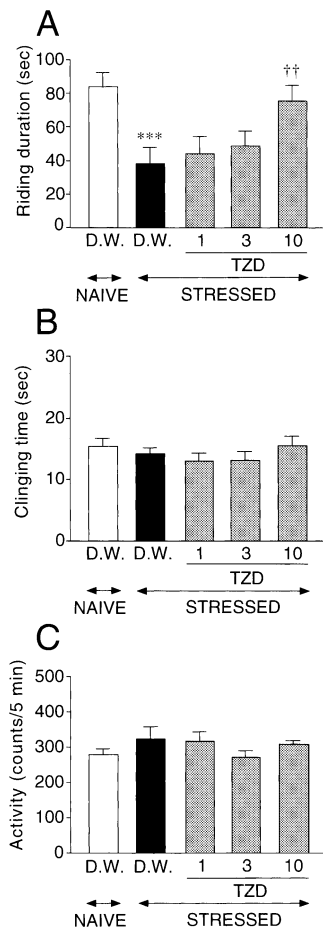 A
Riding duration (sec)
100
80
60
40
20
0
***
††
D.W. D.W. 1 3 10
TZD
NAIVE STRESSED
B
Clinging time (sec)
30
20
10
0
D.W. D.W. 1 3 10
TZD
NAIVE STRESSED
C
Activity (counts/5 min)
500
400
300
200
100
0
D.W. D.W. 1 3 10
TZD
NAIVE STRESSED